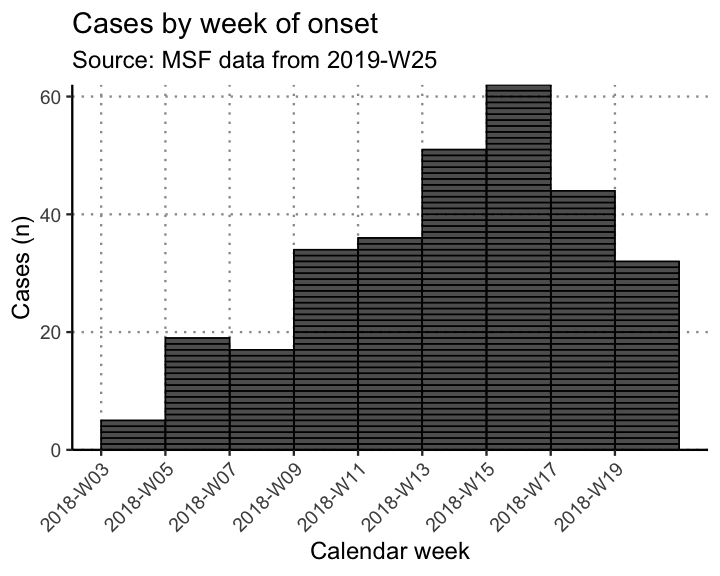 Cases by week of onset
Source: MSF data from 2019-W25
Cases (n)
60
40
20
0
2018-W03
2018-W05
2018-W07
2018-W09
2018-W11
2018-W13
2018-W15
2018-W17
2018-W19
Calendar week